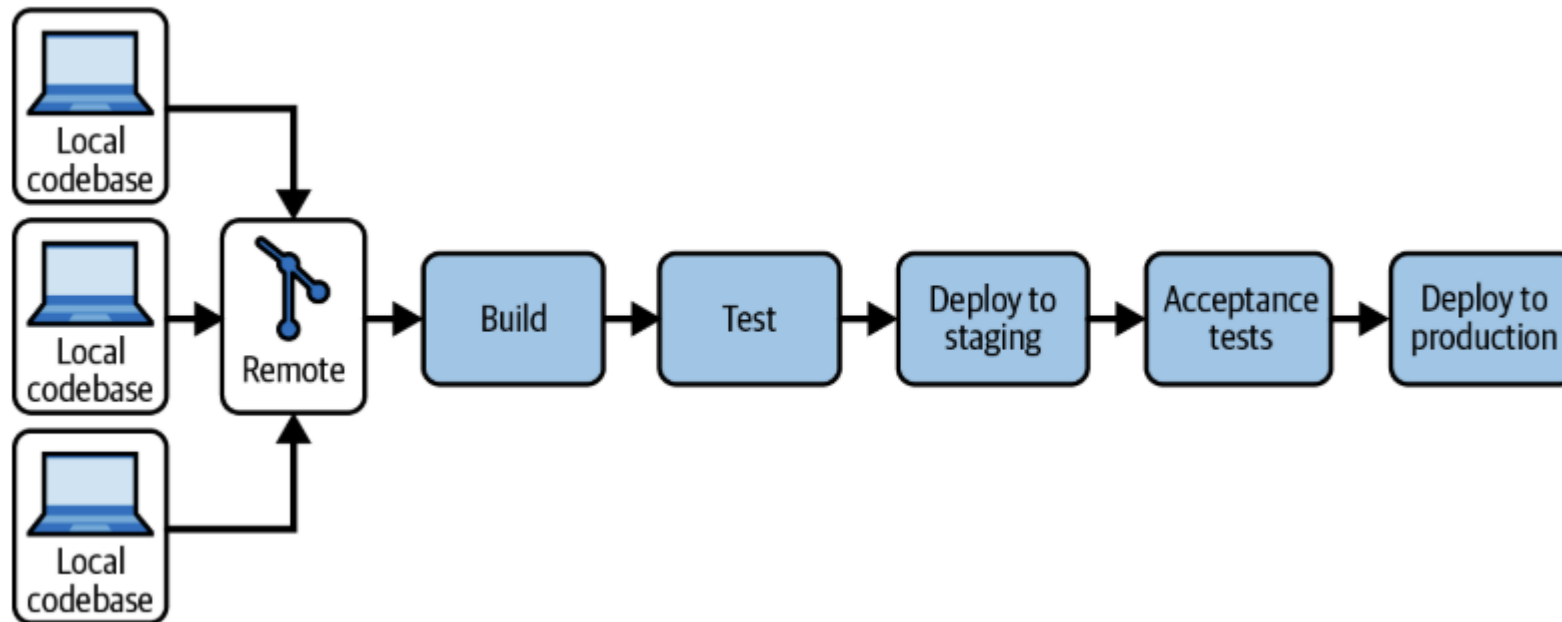 Local
codebase
Local
codebase
Local
codebase
Remote
Build
Test
Deploy to
staging
Acceptance
tests
Deploy to
production